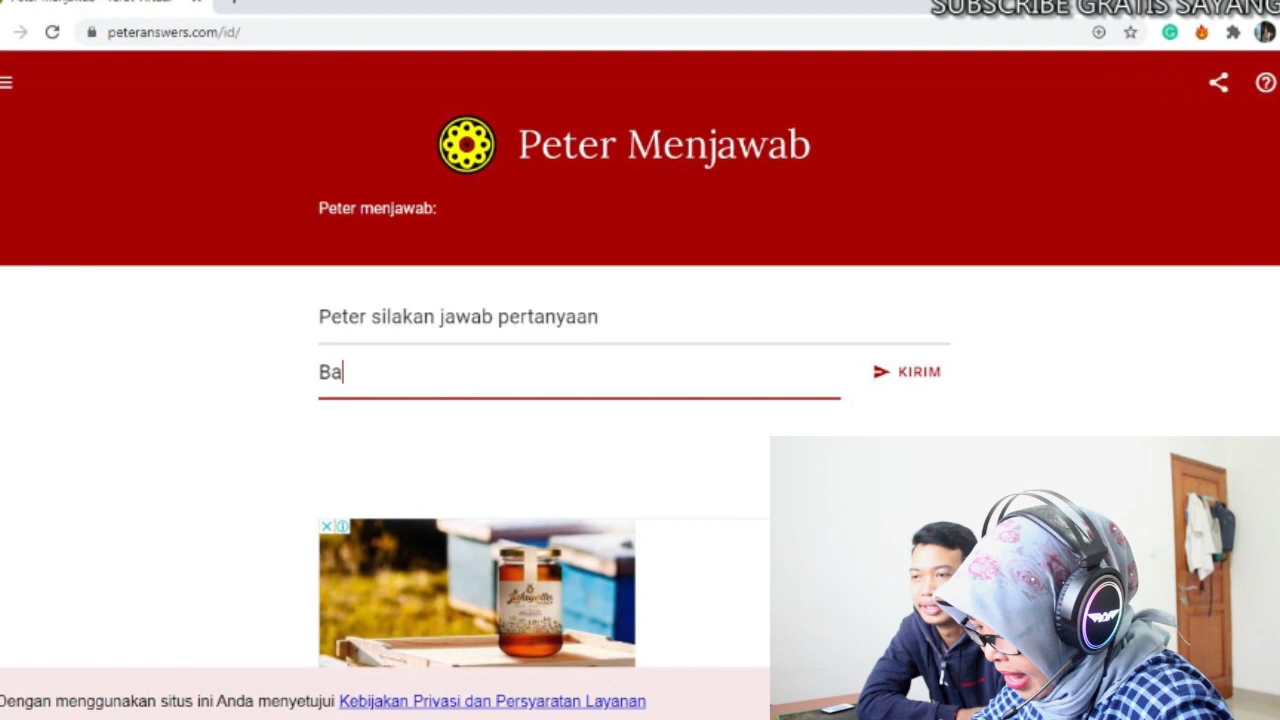 SUBSCRIBE GRATIS SAYANG
peteranswers.com/id/
Peter Menjawab
Peter menjawab:
Peter silakan jawab pertanyaan
Ba
KIRIM
Dengan menggunakan situs ini Anda menyetujui Kebijakan Privasi dan Persyaratan Layanan